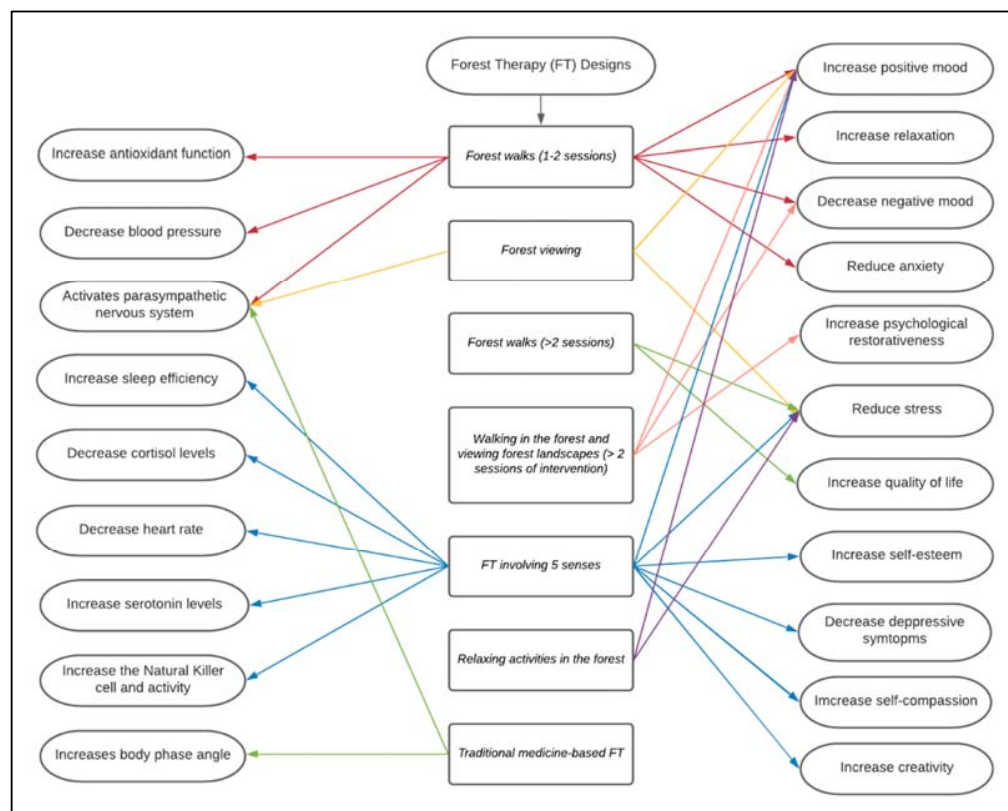 Forest Therapy (FT) Designs
Increase antioxidant function
Decrease blood pressure
Activates parasympathetic
nervous system
Increase sleep efficiency
Decrease cortisol levels
Decrease heart rate
Increase serotonin levels
Increase the Natural Killer
cell and activity
Increases body phase angle
Forest walks (1-2 sessions)
Forest viewing
Forest walks (>2 sessions)
Walking in the forest and
viewing forest landscapes (> 2
sessions of intervention)
FT involving 5 senses
Relaxing activities in the forest
Traditional medicine-based FT
Increase positive mood
Increase relaxation
Decrease negative mood
Reduce anxiety
Increase psychological
restorativeness
Reduce stress
Increase quality of life
Increase self-esteem
Decrease deppressive
symtopms
Imcrease self-compassion
Increase creativity